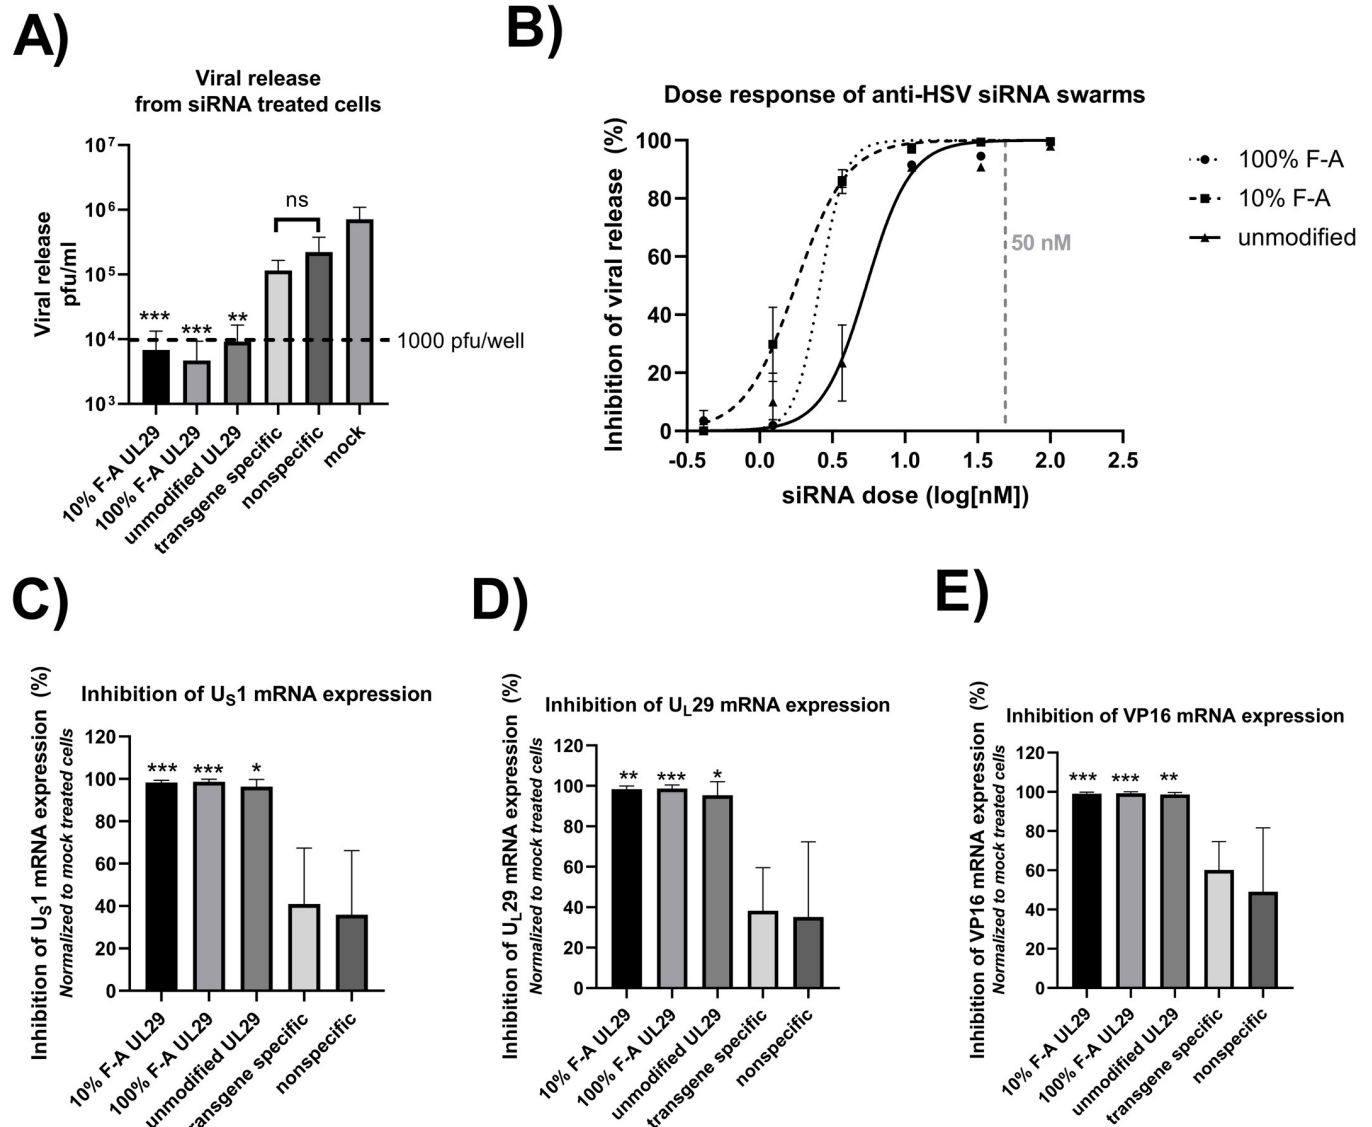 A)
Viral release
from siRNA treated cells
Viral release
pfu/ml
10⁷
10⁶
10⁵
10⁴
10³
***
***
**
ns
1000 pfu/well
10% F-A UL29
100% F-A UL29
unmodified UL29
transgene specific
nonspecific
mock
B)
Dose response of anti-HSV siRNA swarms
Inhibition of viral release (%)
100
80
60
40
20
0
-0.5
0.0
0.5
1.0
1.5
2.0
2.5
siRNA dose (log[nM])
50 nM
100% F-A
10% F-A
unmodified
C)
Inhibition of US1 mRNA expression
Inhibition of US1 mRNA expression (%)
Normalized to mock treated cells
120
100
80
60
40
20
0
***
***
*
10% F-A UL29
100% F-A UL29
unmodified UL29
ransgene specific
nonspecific
D)
Inhibition of UL29 mRNA expression
Inhibition of UL29 mRNA expression (%)
Normalized to mock treated cells
120
100
80
60
40
20
0
**
***
*
10% F-A UL29
100% F-A UL29
unmodified UL29
transgene specific
nonspecific
E)
Inhibition of VP16 mRNA expression
Inhibition of VP16 mRNA expression (%)
Normalized to mock treated cells
120
100
80
60
40
20
0
***
***
**
10% F-A UL29
100% F-A UL29
unmodified UL29
transgene specific
nonspecific